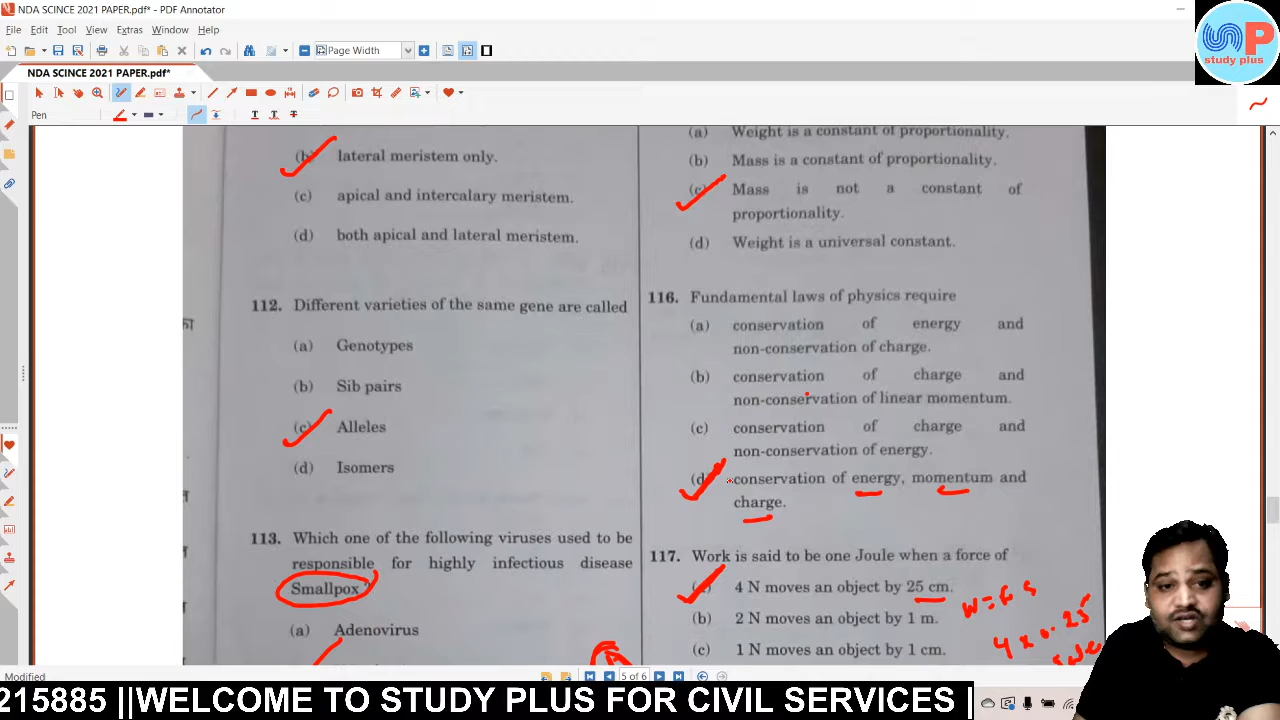 NDA SCINCE 2021 PAPER.pdf* - PDF Annotator
File Edit Tool View Extras Window Help
Page Width
NDA SCINCE 2021 PAPER.pdf*
Pen
(b) lateral meristem only.
(c) apical and intercalary meristem.
(d) both apical and lateral meristem.
112. Different varieties of the same gene are called
(a) Genotypes
(b) Sib pairs
(c) Alleles
(d) Isomers
113. Which one of the following viruses used to be
responsible for highly infectious disease
Smallpox ?
(a) Adenovirus
(a) Weight is a constant of proportionality.
(b) Mass is a constant of proportionality.
(c) Mass is not a constant of
proportionality.
(d) Weight is a universal constant.
116. Fundamental laws of physics require
(a) conservation of energy and
non-conservation of charge.
(b) conservation of charge and
non-conservation of linear momentum.
(c) conservation of charge and
non-conservation of energy.
(d) conservation of energy, momentum and
charge.
117. Work is said to be one Joule when a force of
4 N moves an object by 25 cm.
(b) 2 N moves an object by 1 m.
(c) 1 N moves an object by 1 cm.
4 x 0.25
study plus
5 of 6
Modified
215885 ||WELCOME TO STUDY PLUS FOR CIVIL SERVICES |